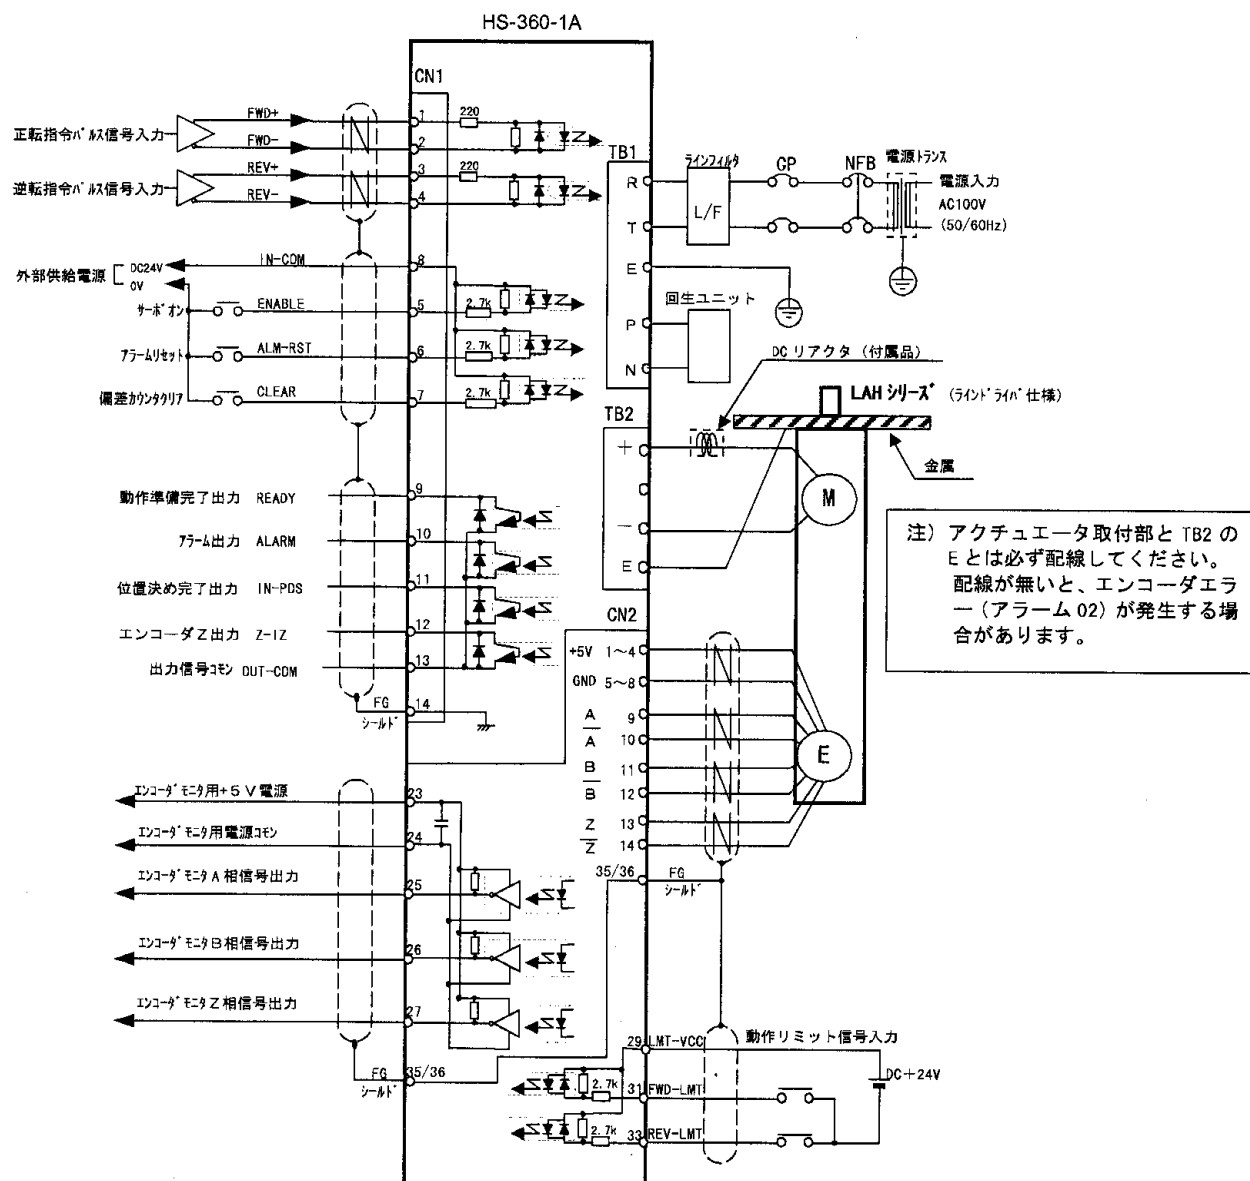 HS-360-1A
CN1
正転指令ﾊﾟﾙｽ信号入力
FWD+
FWD-
1
2
220
逆転指令ﾊﾟﾙｽ信号入力
REV+
REV-
3
4
220
外部供給電源
DC24V
0V
IN-COM
8
ｻｰﾎﾞｵﾝ
ENABLE
5
2.7k
ｱﾗｰﾑﾘｾｯﾄ
ALM-RST
6
2.7k
偏差ｶｳﾝﾀｸﾘｱ
CLEAR
7
2.7k
動作準備完了出力 READY
9
ｱﾗｰﾑ出力 ALARM
10
位置決め完了出力 IN-POS
11
エンコーダZ出力 Z-IZ
12
出力信号ｺﾓﾝ OUT-COM
13
FG
ｼｰﾙﾄﾞ
14
ｴﾝｺｰﾀﾞﾓﾆﾀ用+5V電源
23
ｴﾝｺｰﾀﾞﾓﾆﾀ用電源ｺﾓﾝ
24
ｴﾝｺｰﾀﾞﾓﾆﾀA相信号出力
25
ｴﾝｺｰﾀﾞﾓﾆﾀB相信号出力
26
ｴﾝｺｰﾀﾞﾓﾆﾀZ相信号出力
27
FG
ｼｰﾙﾄﾞ
35/36
TB1
R
T
E
P
N
ﾗｲﾝﾌｨﾙﾀ
L/F
CP
NFB
電源ﾄﾗﾝｽ
電源入力
AC100V
(50/60Hz)
回生ユニット
DCリアクタ(付属品)
LAHｼﾘｰｽﾞ (ﾗｲﾝﾄﾞﾗｲﾊﾞ仕様)
金属
TB2
+
-
E
M
注) アクチュエータ取付部とTB2の
Eとは必ず配線してください。
配線が無いと、エンコーダエラ
ー(アラーム02)が発生する場
合があります。
CN2
+5V 1～4
GND 5～8
A 9
A̅ 10
B 11
B̅ 12
Z 13
Z̅ 14
E
35/36
FG
ｼｰﾙﾄﾞ
29 LMT-VCC
動作リミット信号入力
2.7k
31 FWD-LMT
DC+24V
2.7k
33 REV-LMT